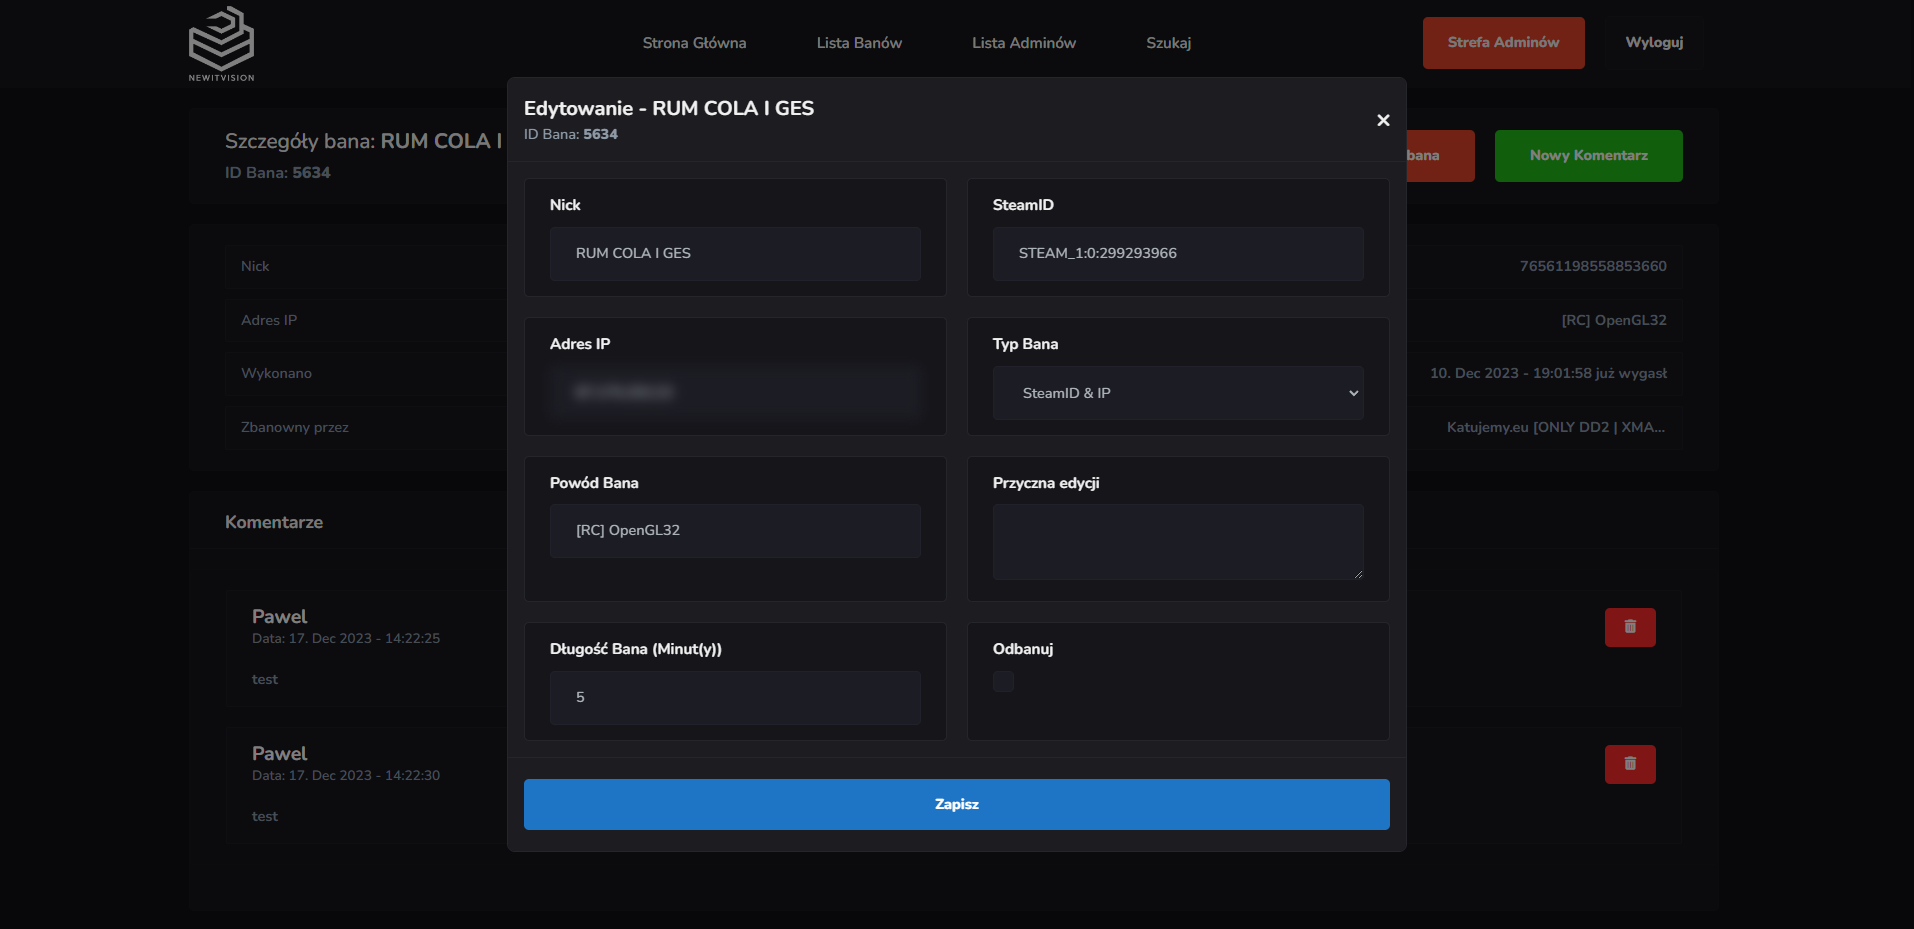 NEWITVISION
Strona Główna
Lista Banów
Lista Adminów
Szukaj
Strefa Adminów
Wyloguj
Szczegóły bana: RUM COLA I
ID Bana: 5634
bana
Nowy Komentarz
Nick
Adres IP
Wykonano
Zbanowny przez
76561198558853660
[RC] OpenGL32
10. Dec 2023 - 19:01:58 już wygasł
Katujemy.eu [ONLY DD2 | XMA...
Komentarze
Pawel
Data: 17. Dec 2023 - 14:22:25
test
Pawel
Data: 17. Dec 2023 - 14:22:30
test
Edytowanie - RUM COLA I GES
ID Bana: 5634
Nick
RUM COLA I GES
SteamID
STEAM_1:0:299293966
Adres IP
Typ Bana
SteamID & IP
Powód Bana
[RC] OpenGL32
Przyczna edycji
Długość Bana (Minut(y))
5
Odbanuj
Zapisz